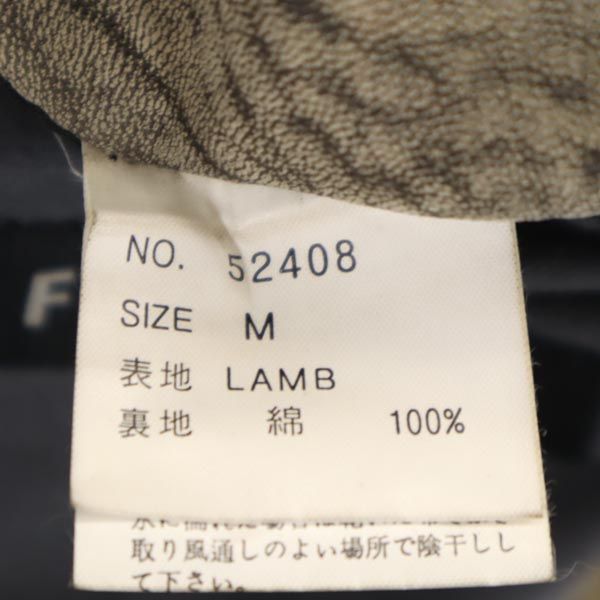 NO. 52408
SIZE M
表地 LAMB
裏地 綿 100%
取り風通しのよい場所で陰干しし
て下さい。